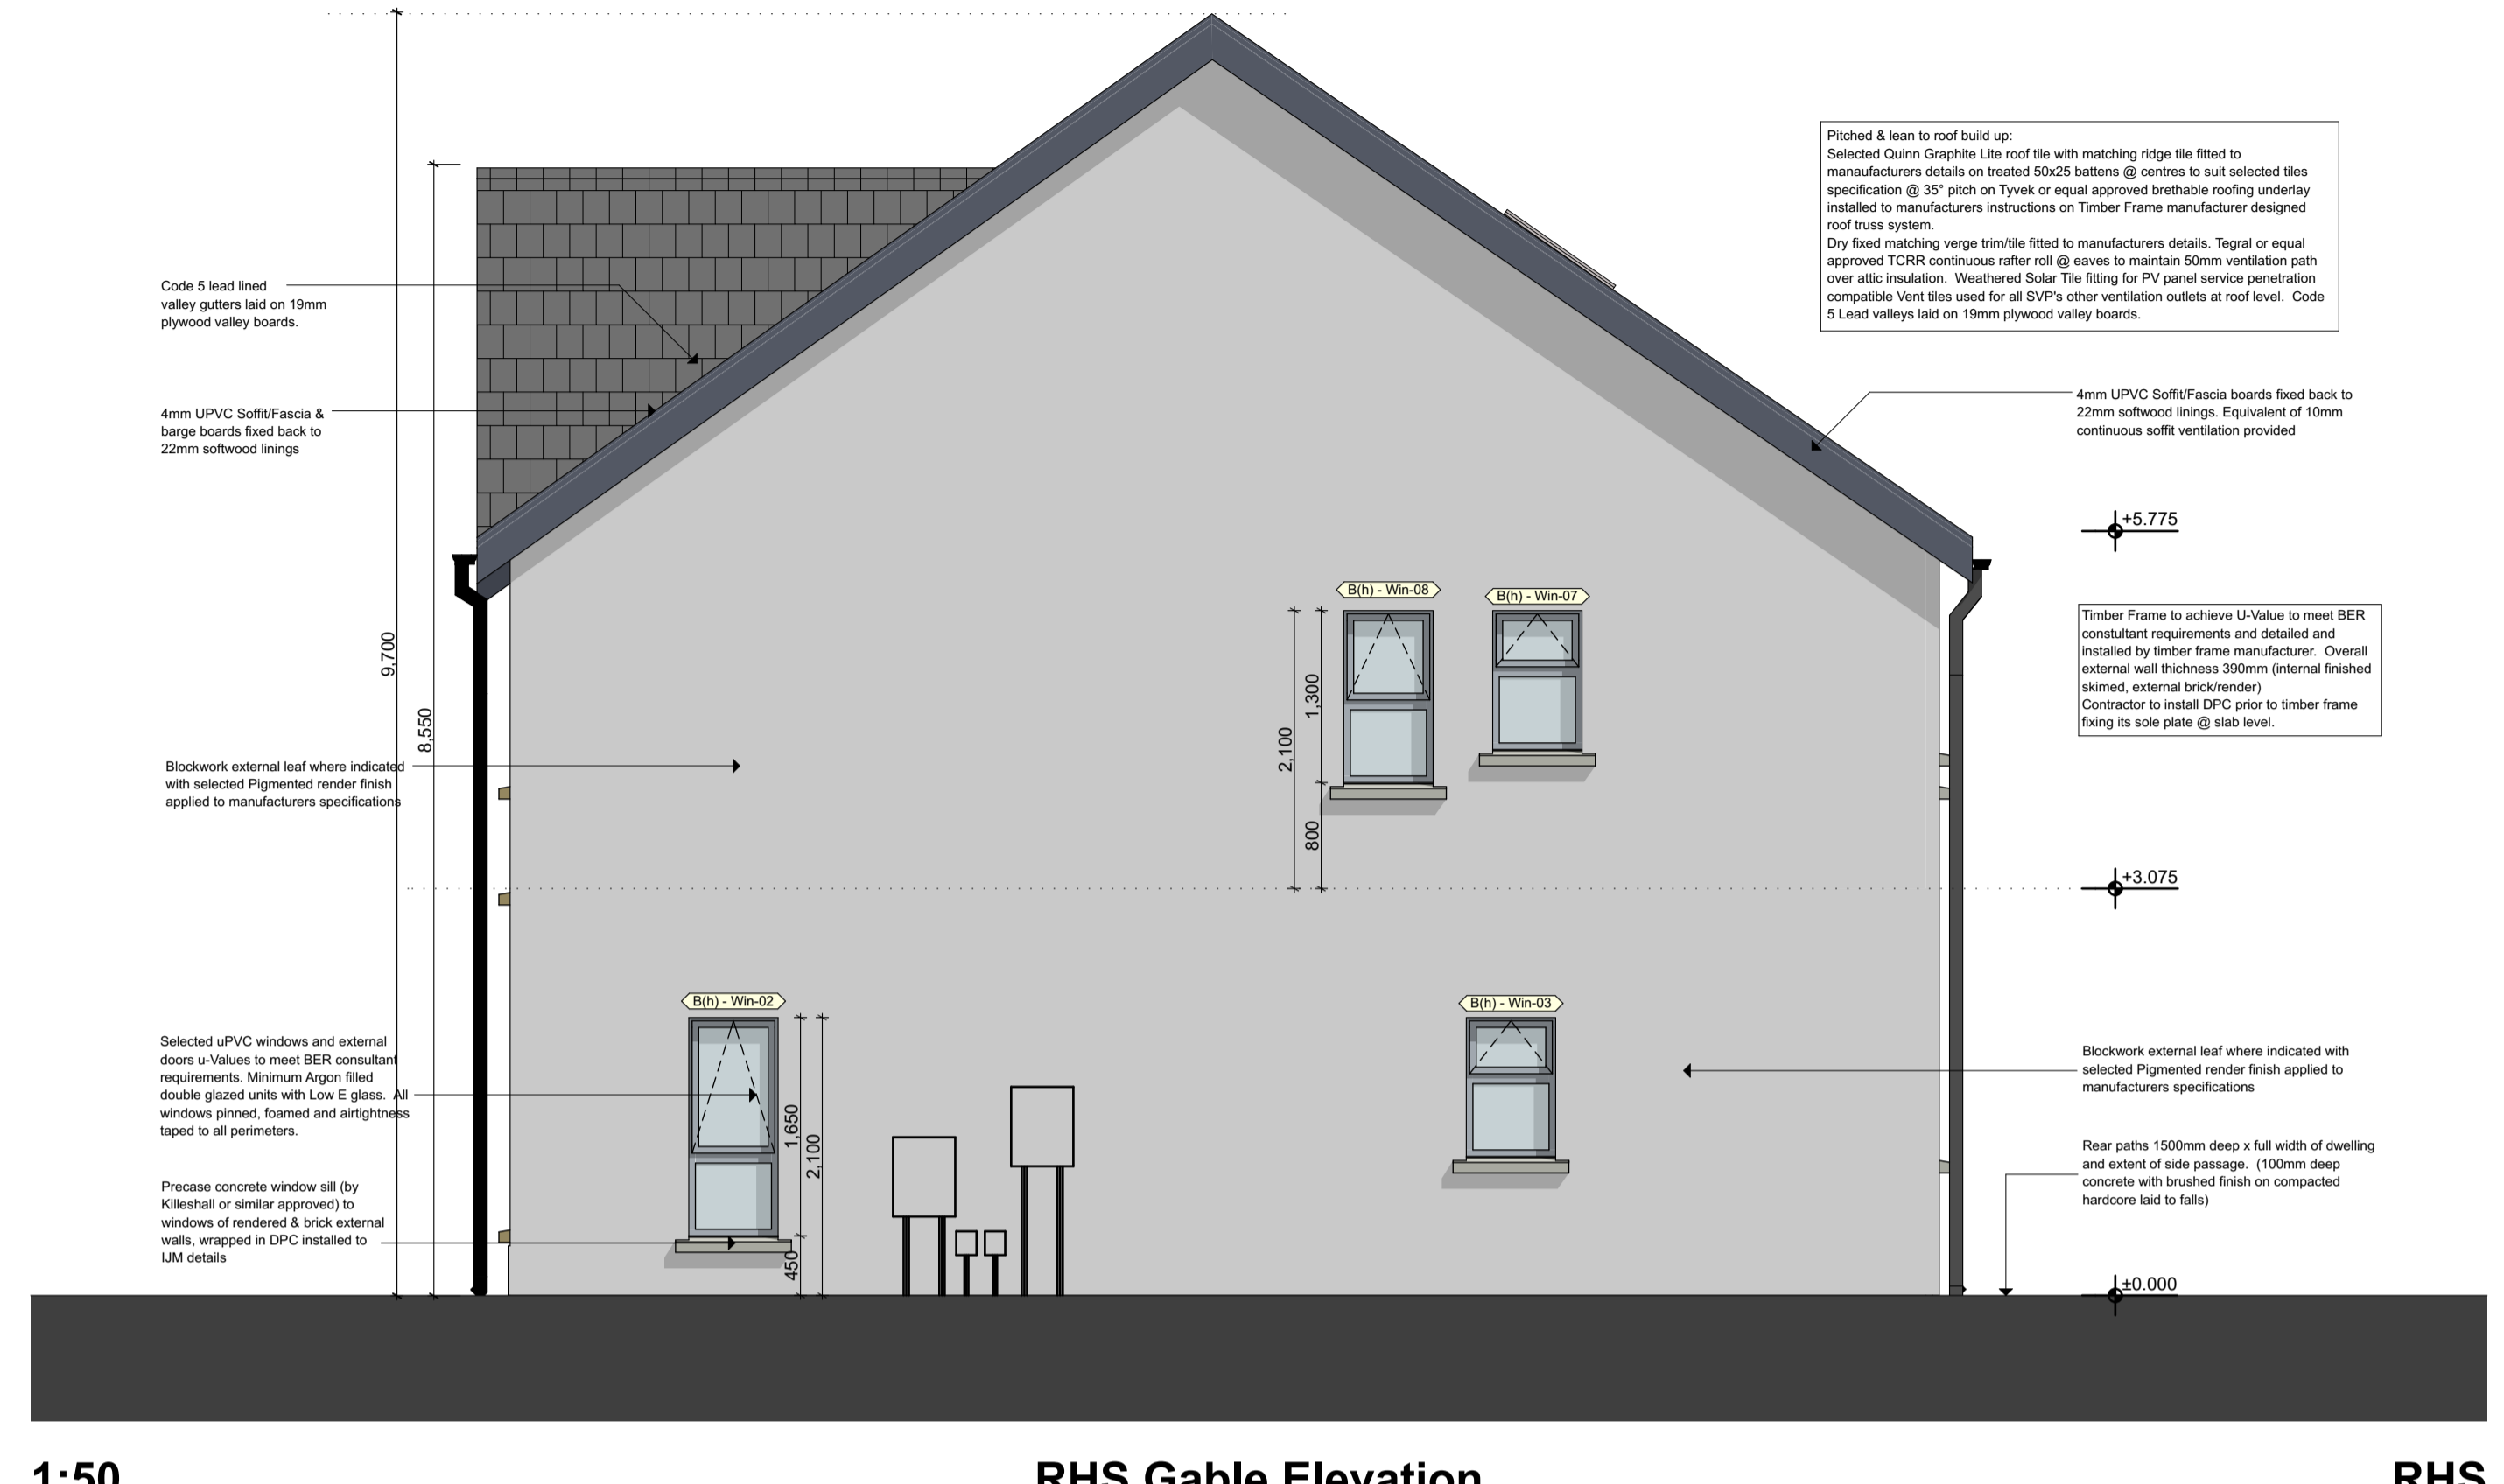 Pitched & lean to roof build up:
Selected Quinn Graphite Lite roof tile with matching ridge tile fitted to
manaufacturers details on treated 50x25 battens @ centres to suit selected tiles
specification @ 35° pitch on Tyvek or equal approved brethable roofing underlay
installed to manufacturers instructions on Timber Frame manufacturer designed
roof truss system.
Dry fixed matching verge trim/tile fitted to manufacturers details. Tegral or equal
approved TCRR continuous rafter roll @ eaves to maintain 50mm ventilation path
over attic insulation.  Weathered Solar Tile fitting for PV panel service penetration
compatible Vent tiles used for all SVP's other ventilation outlets at roof level.  Code
5 Lead valleys laid on 19mm plywood valley boards.
Code 5 lead lined
valley gutters laid on 19mm
plywood valley boards.
4mm UPVC Soffit/Fascia &
barge boards fixed back to
22mm softwood linings
4mm UPVC Soffit/Fascia boards fixed back to
22mm softwood linings. Equivalent of 10mm
continuous soffit ventilation provided
+5.775
B(h) - Win-08
B(h) - Win-07
Timber Frame to achieve U-Value to meet BER
constultant requirements and detailed and
installed by timber frame manufacturer.  Overall
external wall thichness 390mm (internal finished
skimed, external brick/render)
Contractor to install DPC prior to timber frame
fixing its sole plate @ slab level.
9,700
8,550
1,300
2,100
800
Blockwork external leaf where indicated
with selected Pigmented render finish
applied to manufacturers specifications
+3.075
B(h) - Win-02
B(h) - Win-03
Selected uPVC windows and external
doors u-Values to meet BER consultant
requirements. Minimum Argon filled
double glazed units with Low E glass.  All
windows pinned, foamed and airtightness
taped to all perimeters.
1,650
2,100
450
Blockwork external leaf where indicated with
selected Pigmented render finish applied to
manufacturers specifications
Rear paths 1500mm deep x full width of dwelling
and extent of side passage.  (100mm deep
concrete with brushed finish on compacted
hardcore laid to falls)
Precase concrete window sill (by
Killeshall or similar approved) to
windows of rendered & brick external
walls, wrapped in DPC installed to
IJM details
±0.000
1:50
RHS Gable Elevation
RHS